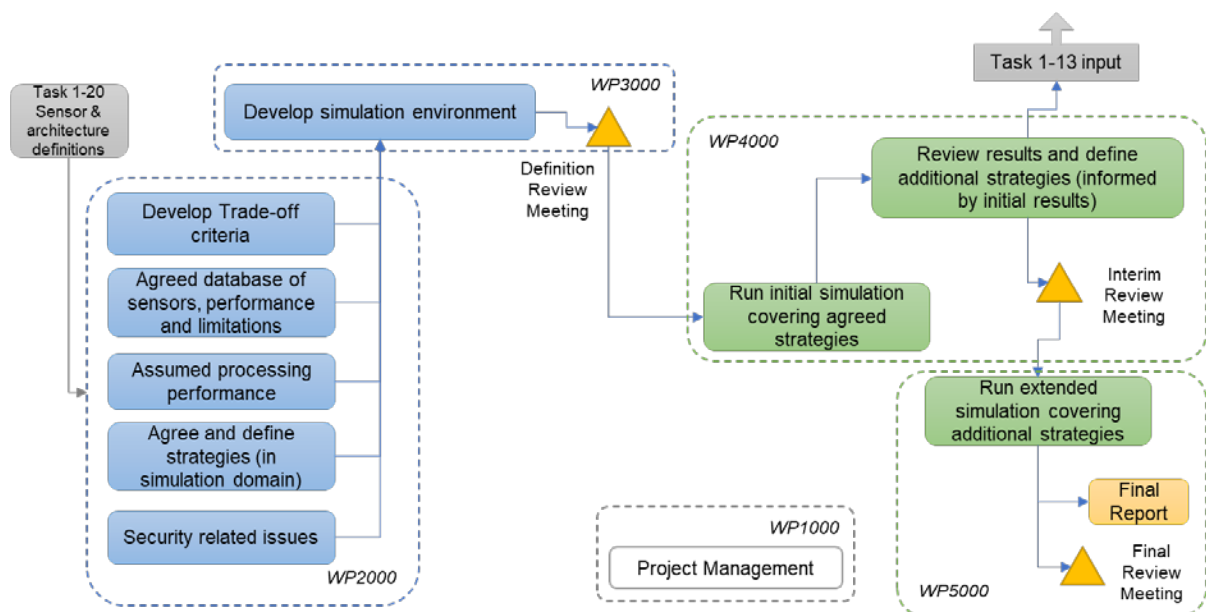 Task 1-20
Sensor &
architecture
definitions
WP3000
Develop simulation environment
Definition
Review
Meeting
Develop Trade-off
criteria
Agreed database of
sensors, performance
and limitations
Assumed processing
performance
Agree and define
strategies (in
simulation domain)
Security related issues
WP2000
Task 1-13 input
WP4000
Review results and define
additional strategies (informed
by initial results)
Run initial simulation
covering agreed
strategies
Interim
Review
Meeting
Run extended
simulation covering
additional strategies
Final
Report
Final
Review
Meeting
WP5000
WP1000
Project Management